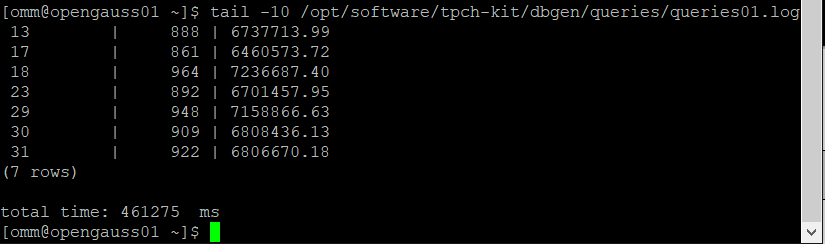 [omm@opengauss01 ~]$ tail -10 /opt/software/tpch-kit/dbgen/queries/queries01.log
 13        |      888 | 6737713.99
 17        |      861 | 6460573.72
 18        |      964 | 7236687.40
 23        |      892 | 6701457.95
 29        |      948 | 7158866.63
 30        |      909 | 6808436.13
 31        |      922 | 6806670.18
(7 rows)

total time: 461275  ms
[omm@opengauss01 ~]$